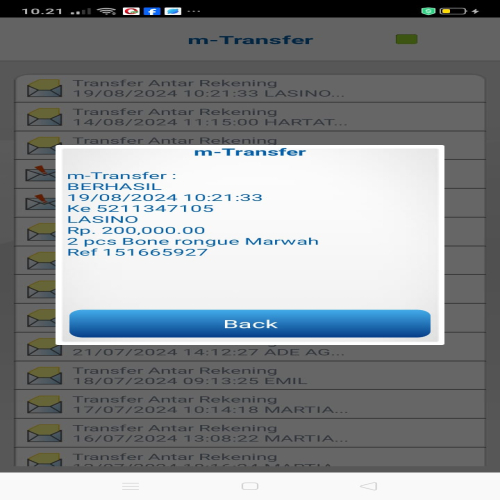 10.21
m-Transfer
Transfer Antar Rekening
19/08/2024 10:21:33 LASINO...
Transfer Antar Rekening
14/08/2024 11:15:00 HARTAT...
Transfer Antar Rekening
m-Transfer
m-Transfer :
BERHASIL
19/08/2024 10:21:33
Ke 5211347105
LASINO
Rp. 200,000.00
2 pcs Bone rongue Marwah
Ref 151665927
Back
21/07/2024 14:12:27 ADE AG...
Transfer Antar Rekening
18/07/2024 09:13:25 EMIL
Transfer Antar Rekening
17/07/2024 10:14:18 MARTIA...
Transfer Antar Rekening
16/07/2024 13:08:22 MARTIA...
Transfer Antar Rekening